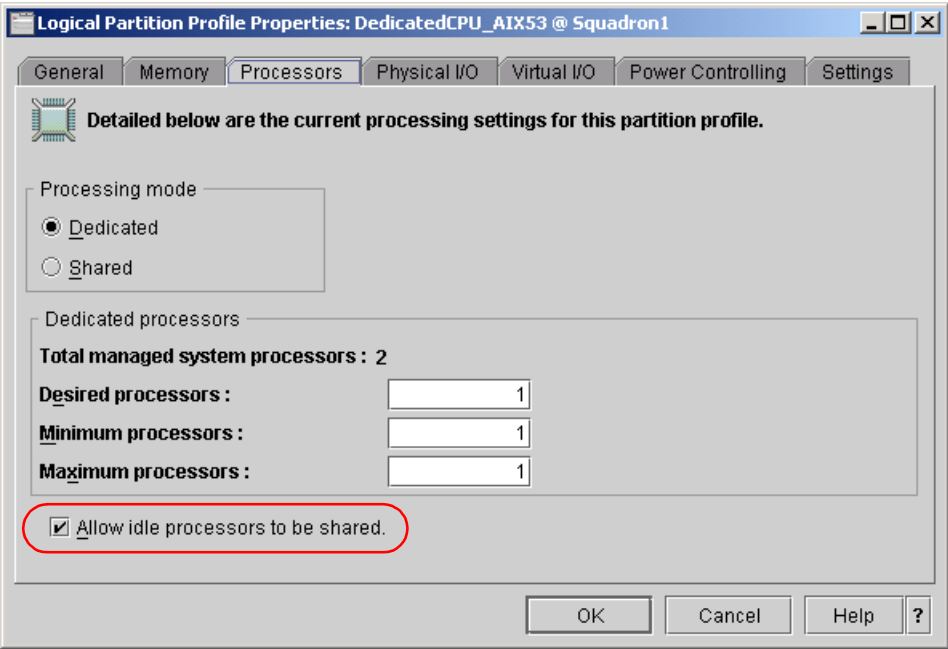 Logical Partition Profile Properties: DedicatedCPU_AIX53 @ Squadron1
General Memory Processors Physical I/O Virtual I/O Power Controlling Settings
Detailed below are the current processing settings for this partition profile.
Processing mode
Dedicated
Shared
Dedicated processors
Total managed system processors : 2
Desired processors : 1
Minimum processors : 1
Maximum processors : 1
Allow idle processors to be shared.
OK Cancel Help ?